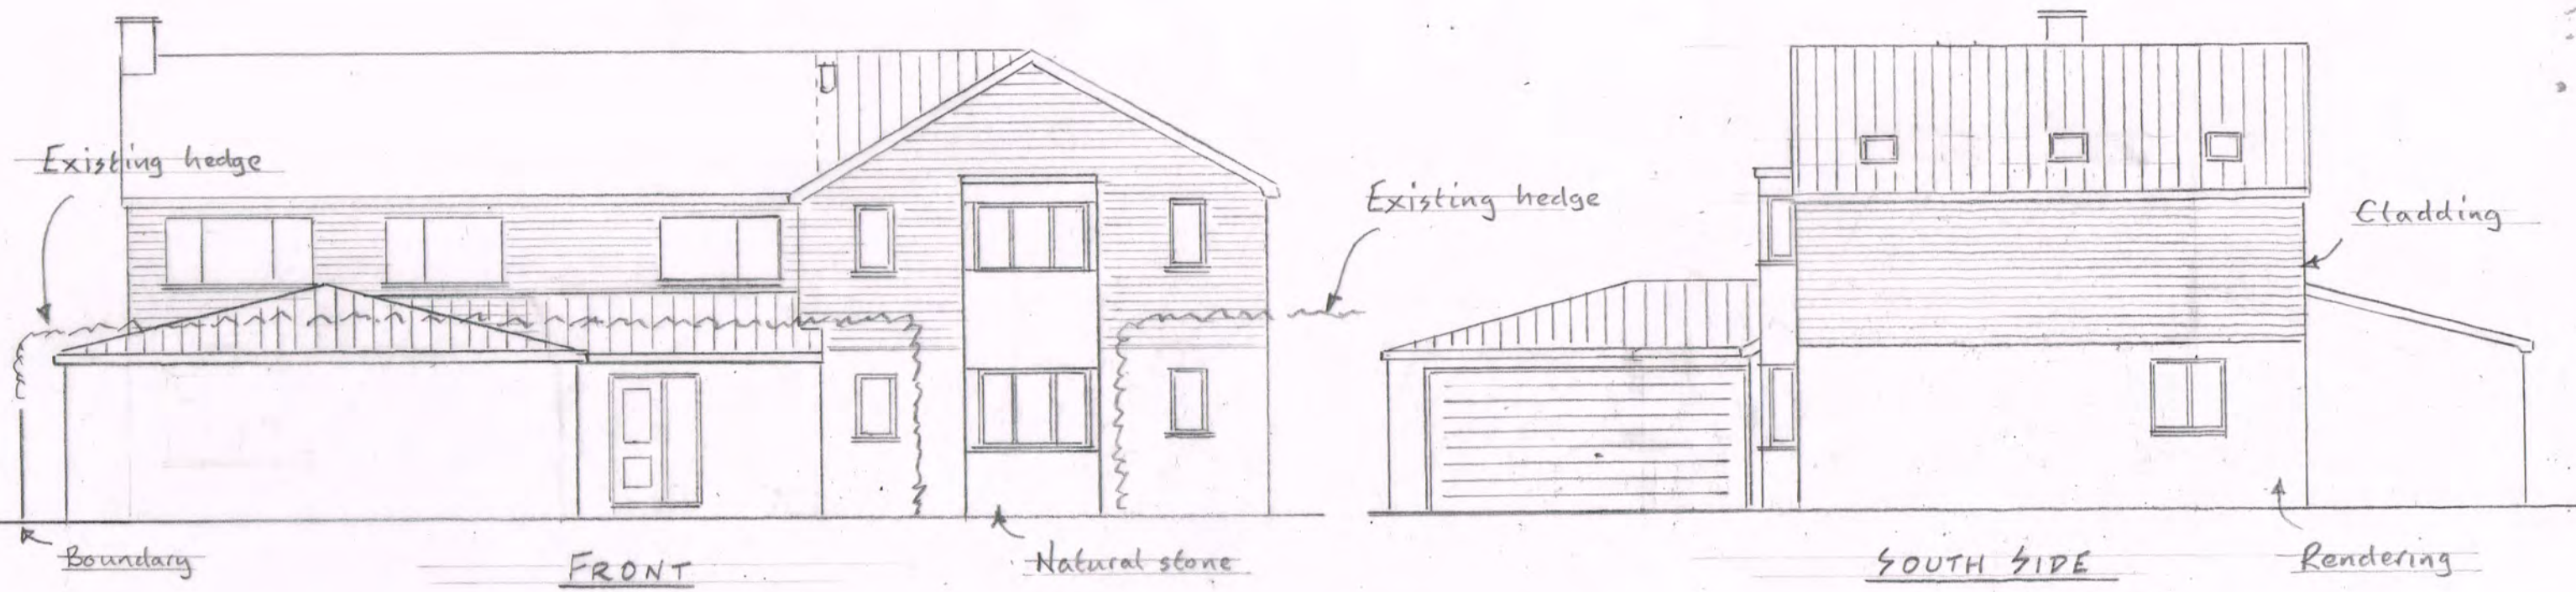 Existing hedge
Existing hedge
Cladding
Boundary
FRONT
Natural stone
SOUTH SIDE
Rendering